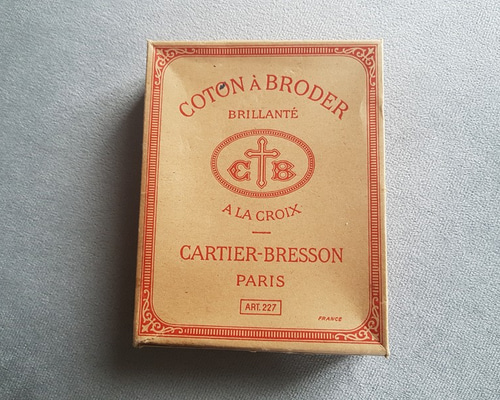 COTON À BRODER
BRILLANTÉ
C B
A LA CROIX
CARTIER-BRESSON
PARIS
ART. 227
FRANCE